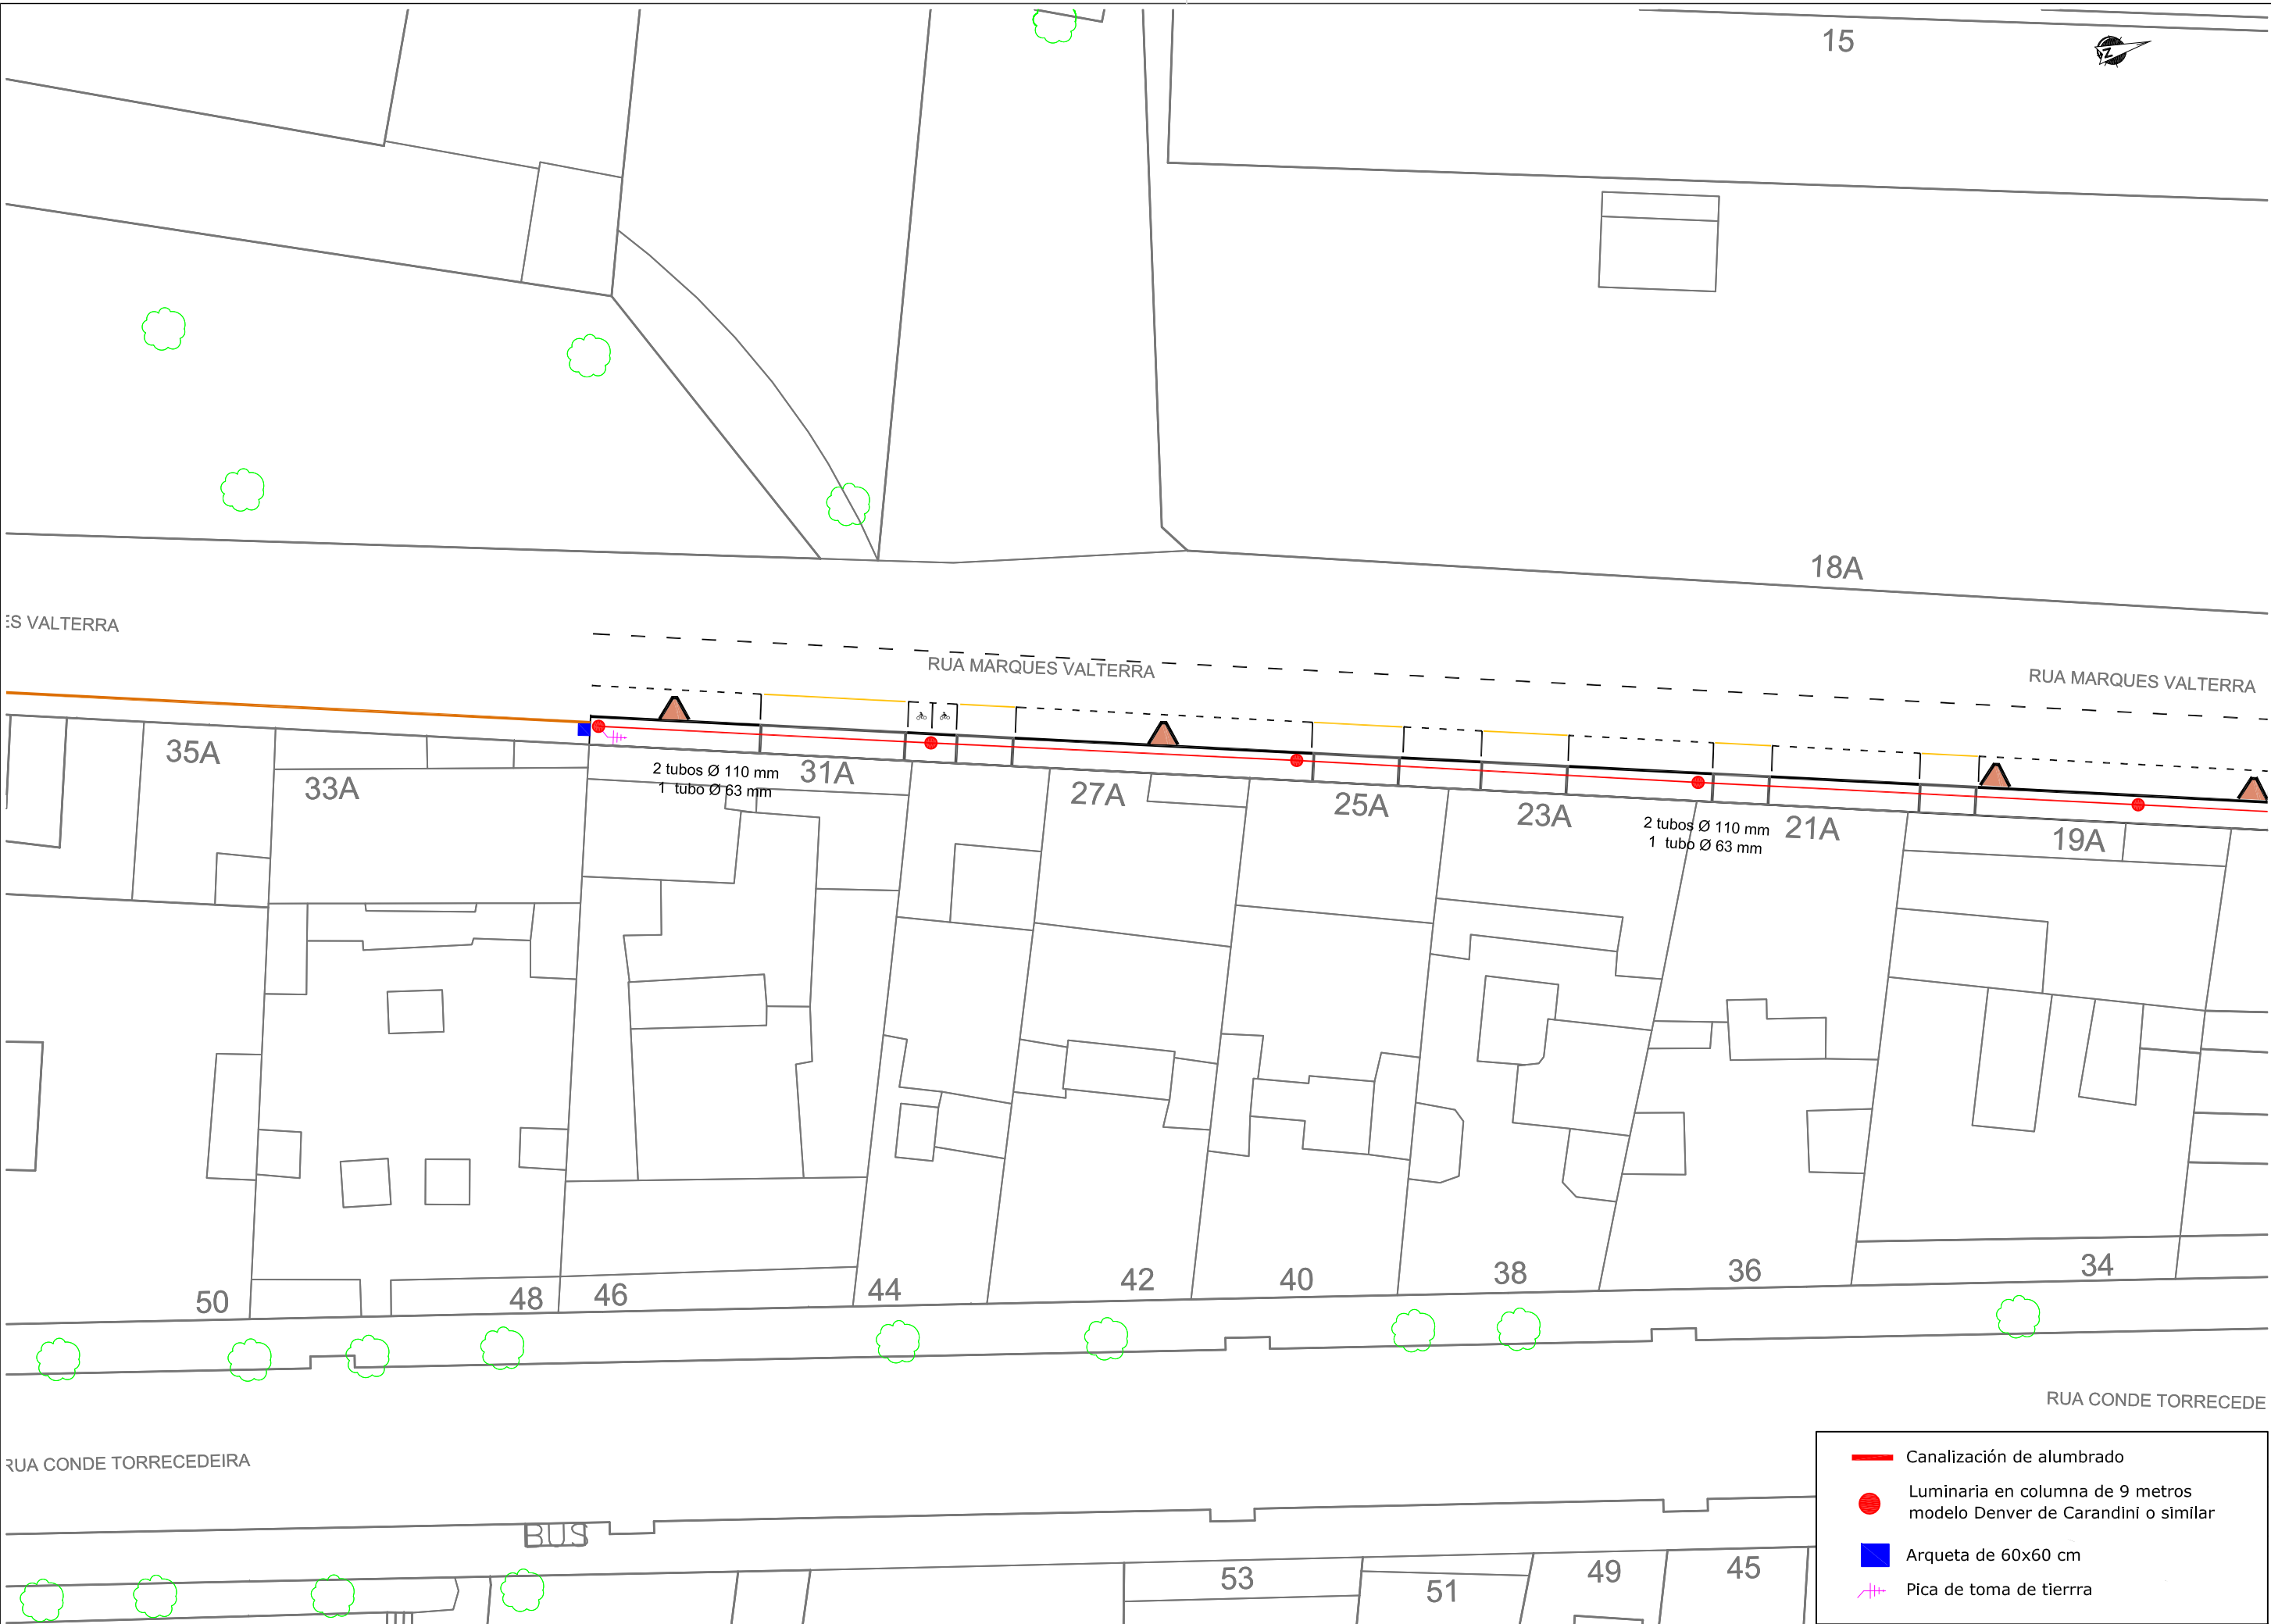 15
N
18A
ES VALTERRA
RUA MARQUES VALTERRA
RUA MARQUES VALTERRA
35A
33A
2 tubos Ø 110 mm
1 tubo Ø 63 mm
31A
27A
25A
23A
2 tubos Ø 110 mm
1 tubo Ø 63 mm
21A
19A
50
48
46
44
42
40
38
36
34
RUA CONDE TORRECEDE
RUA CONDE TORRECEDEIRA
BUS
53
51
49
45
Canalización de alumbrado
Luminaria en columna de 9 metros
modelo Denver de Carandini o similar
Arqueta de 60x60 cm
Pica de toma de tierrra